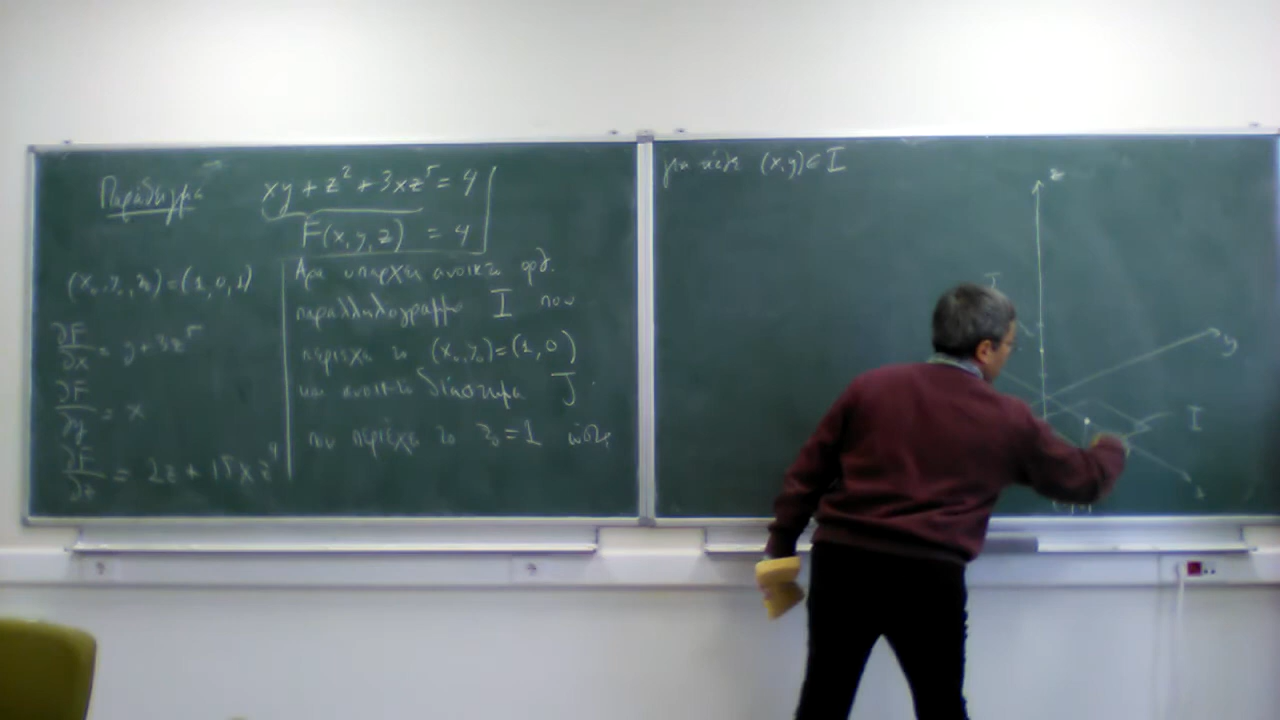 Παράδειγμα
xy + z² + 3xz⁵ = 4
F(x, y, z) = 4
(x₀, y₀, z₀) = (1, 0, 1)
∂F/∂x = y + 3z⁵
∂F/∂y = x
∂F/∂z = 2z + 15xz⁴
Άρα υπάρχει ανοικτό ορθ.
παραλληλόγραμμο I που
περιέχει το (x₀, y₀) = (1, 0)
και ανοικτό διάστημα J
που περιέχει το z₀ = 1 ώστε
για κάθε (x, y) ∈ I
z
J
y
I
x